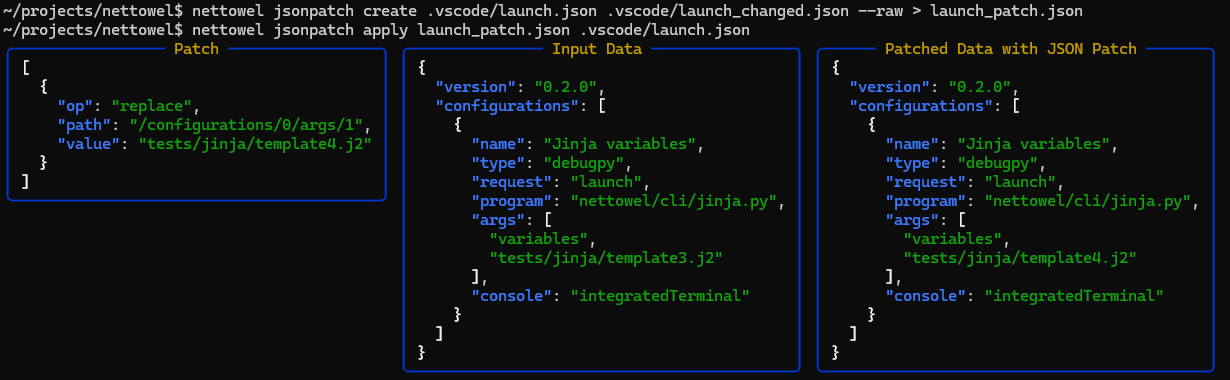 ~/projects/nettowel$ nettowel jsonpatch create .vscode/launch.json .vscode/launch_changed.json --raw > launch_patch.json
~/projects/nettowel$ nettowel jsonpatch apply launch_patch.json .vscode/launch.json
Patch
[
  {
    "op": "replace",
    "path": "/configurations/0/args/1",
    "value": "tests/jinja/template4.j2"
  }
]
Input Data
{
  "version": "0.2.0",
  "configurations": [
    {
      "name": "Jinja variables",
      "type": "debugpy",
      "request": "launch",
      "program": "nettowel/cli/jinja.py",
      "args": [
        "variables",
        "tests/jinja/template3.j2"
      ],
      "console": "integratedTerminal"
    }
  ]
}
Patched Data with JSON Patch
{
  "version": "0.2.0",
  "configurations": [
    {
      "name": "Jinja variables",
      "type": "debugpy",
      "request": "launch",
      "program": "nettowel/cli/jinja.py",
      "args": [
        "variables",
        "tests/jinja/template4.j2"
      ],
      "console": "integratedTerminal"
    }
  ]
}